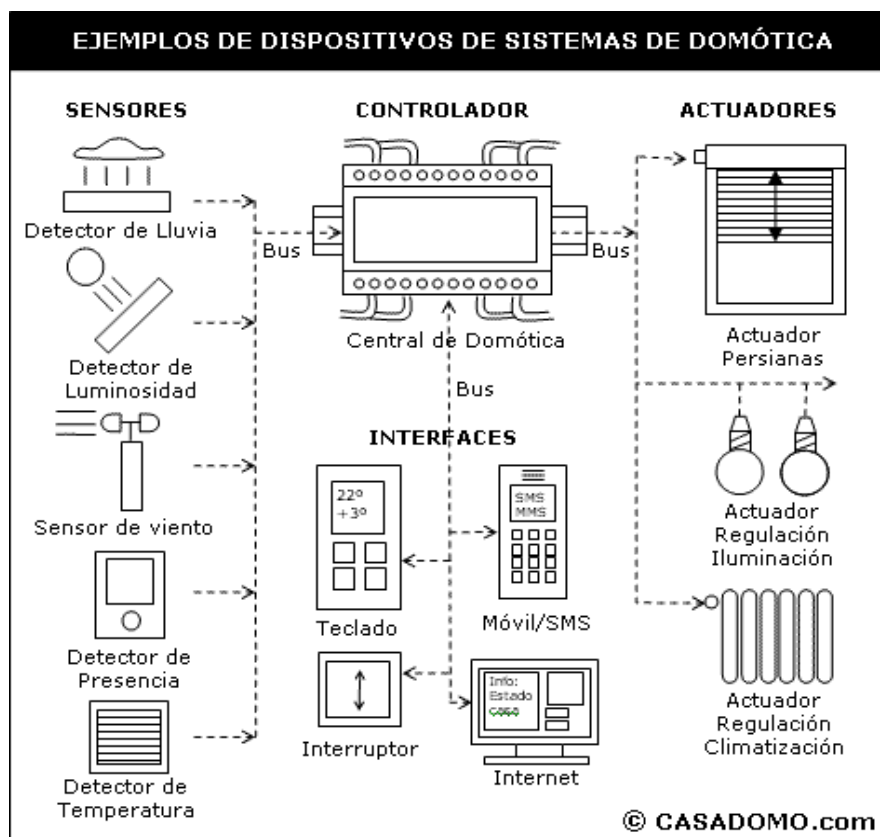 EJEMPLOS DE DISPOSITIVOS DE SISTEMAS DE DOMÓTICA
SENSORES
Detector de Lluvia
Detector de
Luminosidad
Sensor de viento
Detector de
Presencia
Detector de
Temperatura
CONTROLADOR
Bus
Bus
Central de Domótica
Bus
INTERFACES
22º
+3º
Teclado
SMS
MMS
Móvil/SMS
Interruptor
Info:
Estado
casa
Internet
ACTUADORES
Actuador
Persianas
Actuador
Regulación
Iluminación
Actuador
Regulación
Climatización
© CASADOMO.com